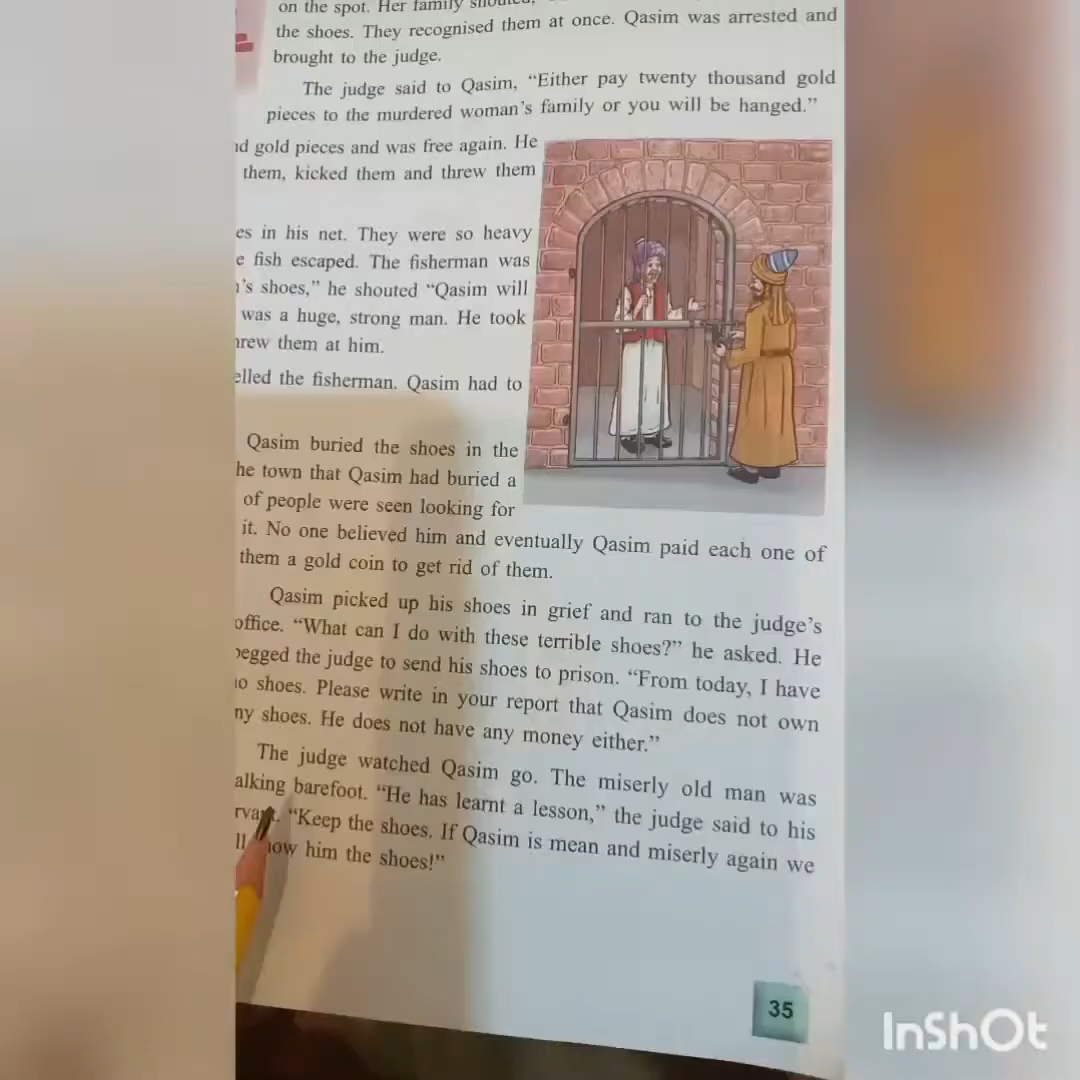 on the spot. Her family shouted,
the shoes. They recognised them at once. Qasim was arrested and
brought to the judge.
The judge said to Qasim, “Either pay twenty thousand gold
pieces to the murdered woman’s family or you will be hanged.”
nd gold pieces and was free again. He
them, kicked them and threw them
es in his net. They were so heavy
e fish escaped. The fisherman was
’s shoes,” he shouted “Qasim will
was a huge, strong man. He took
hrew them at him.
elled the fisherman. Qasim had to
Qasim buried the shoes in the
he town that Qasim had buried a
of people were seen looking for
it. No one believed him and eventually Qasim paid each one of
them a gold coin to get rid of them.
Qasim picked up his shoes in grief and ran to the judge’s
office. “What can I do with these terrible shoes?” he asked. He
begged the judge to send his shoes to prison. “From today, I have
no shoes. Please write in your report that Qasim does not own
ny shoes. He does not have any money either.”
The judge watched Qasim go. The miserly old man was
alking barefoot. “He has learnt a lesson,” the judge said to his
“Keep the shoes. If Qasim is mean and miserly again we
him the shoes!”
35
InShOt